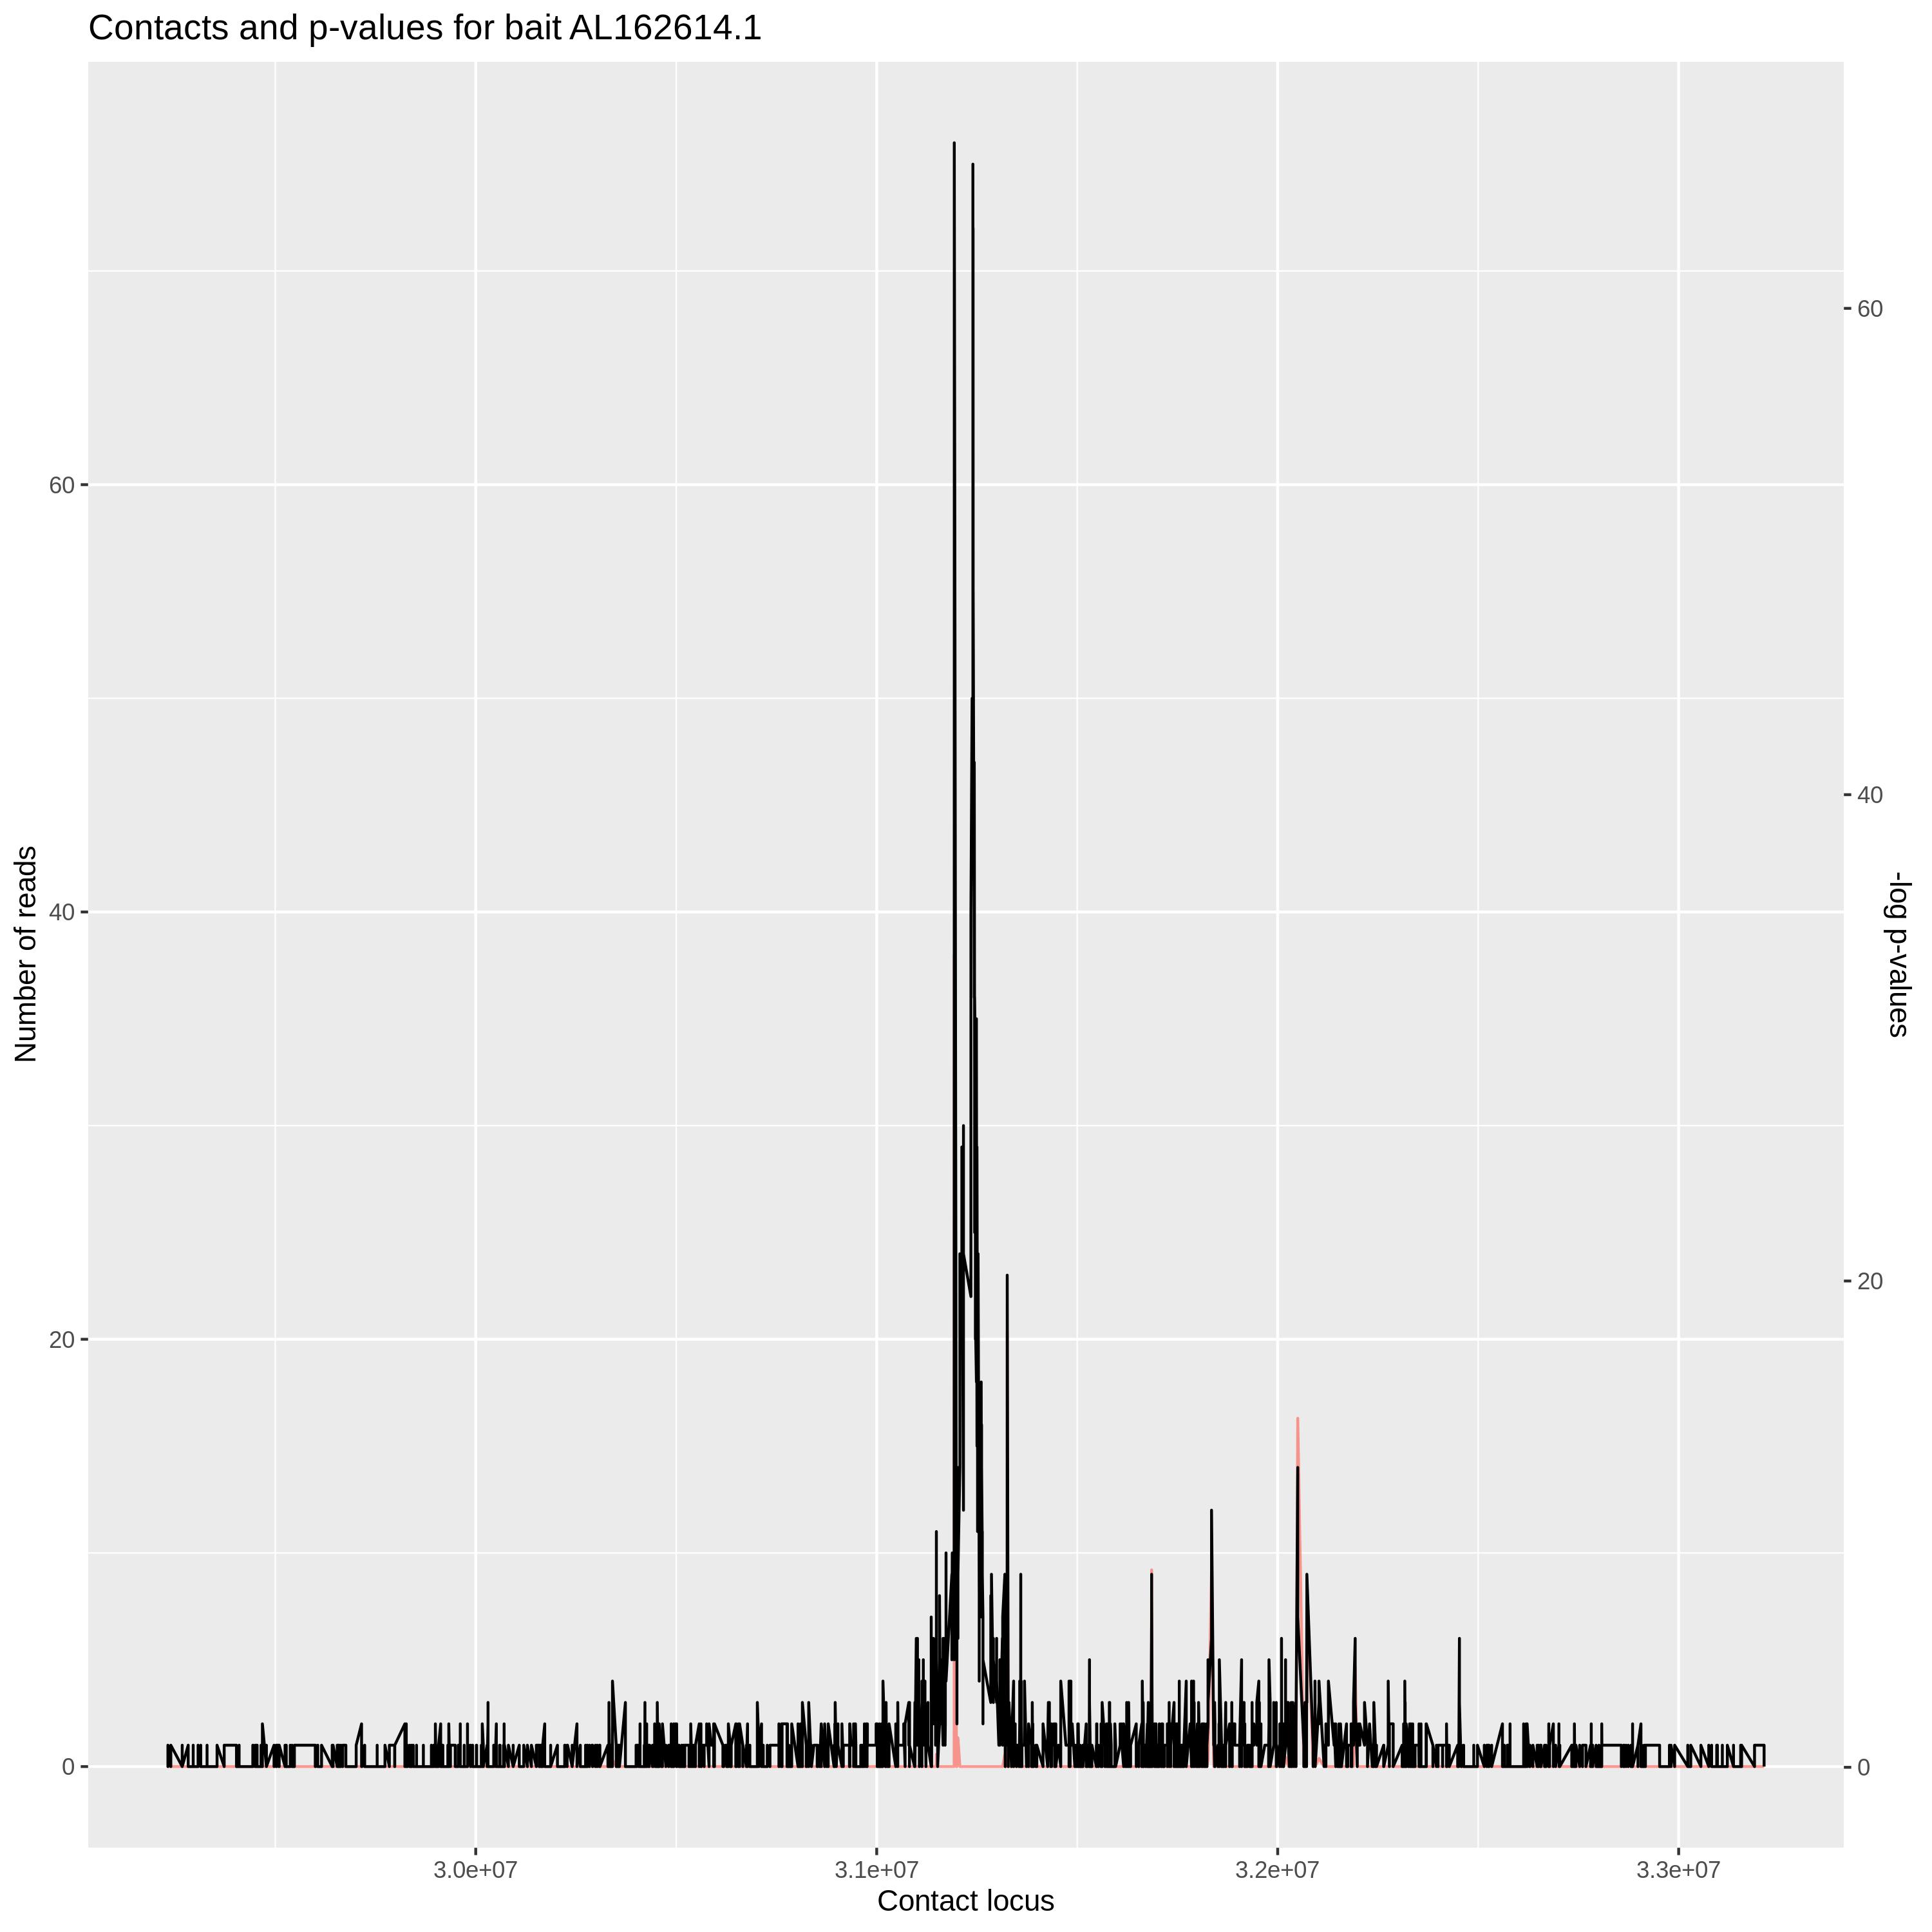 Contacts and p-values for bait AL162614.1
Number of reads
60
40
20
0
60
40
20
0
-log p-values
3.0e+07
3.1e+07
3.2e+07
3.3e+07
Contact locus